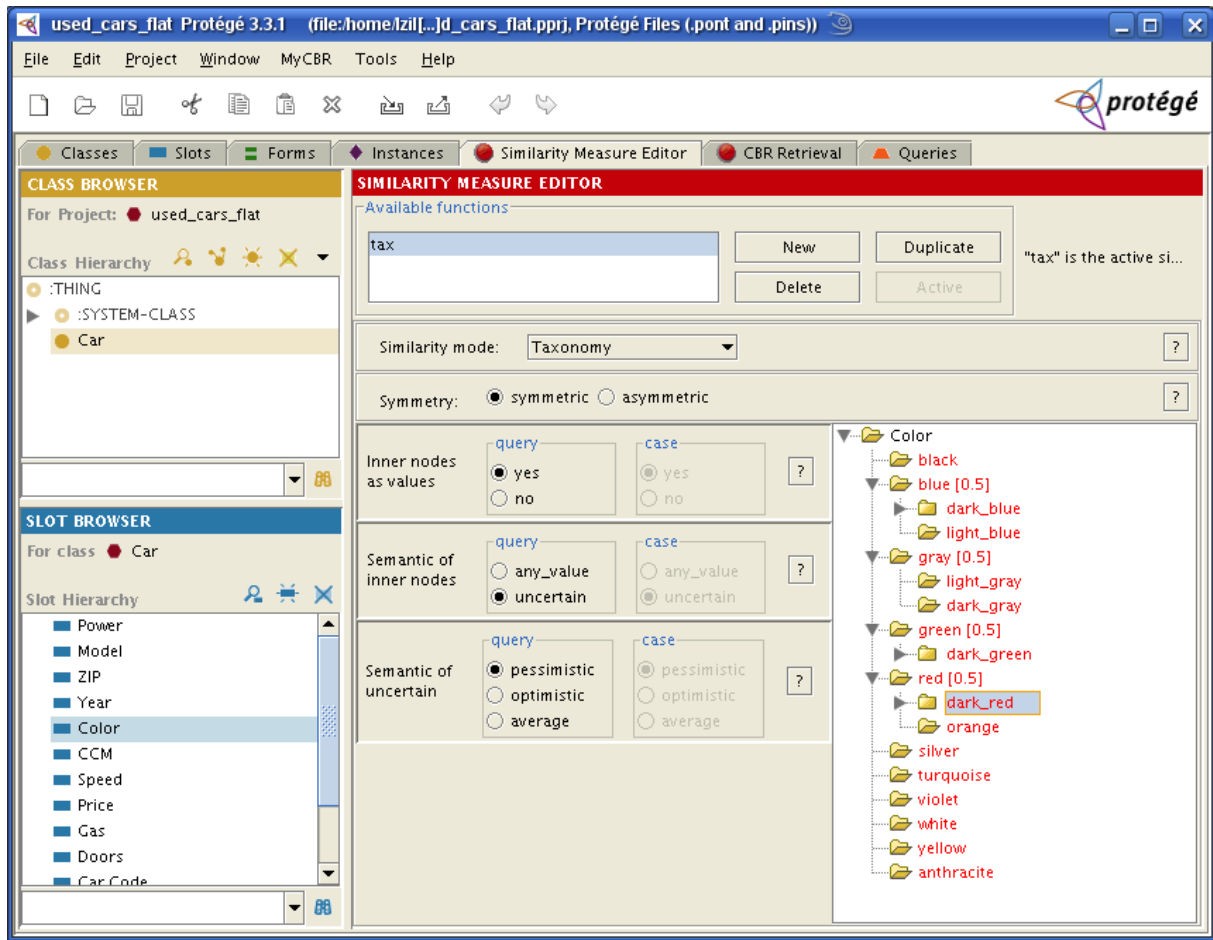 used_cars_flat Protégé 3.3.1 (file:/home/lzil[...]d_cars_flat.pprj, Protégé Files (.pont and .pins))
File Edit Project Window MyCBR Tools Help
protégé
Classes Slots Forms Instances Similarity Measure Editor CBR Retrieval Queries
CLASS BROWSER
For Project: used_cars_flat
Class Hierarchy
:THING
:SYSTEM-CLASS
Car
SLOT BROWSER
For class Car
Slot Hierarchy
Power
Model
ZIP
Year
Color
CCM
Speed
Price
Gas
Doors
Car Code
SIMILARITY MEASURE EDITOR
Available functions
tax
New Duplicate
Delete Active
"tax" is the active si...
Similarity mode: Taxonomy ?
Symmetry: symmetric asymmetric ?
Inner nodes
as values
query
yes
no
case
yes
no
?
Semantic of
inner nodes
query
any_value
uncertain
case
any_value
uncertain
?
Semantic of
uncertain
query
pessimistic
optimistic
average
case
pessimistic
optimistic
average
?
Color
black
blue [0.5]
dark_blue
light_blue
gray [0.5]
light_gray
dark_gray
green [0.5]
dark_green
red [0.5]
dark_red
orange
silver
turquoise
violet
white
yellow
anthracite